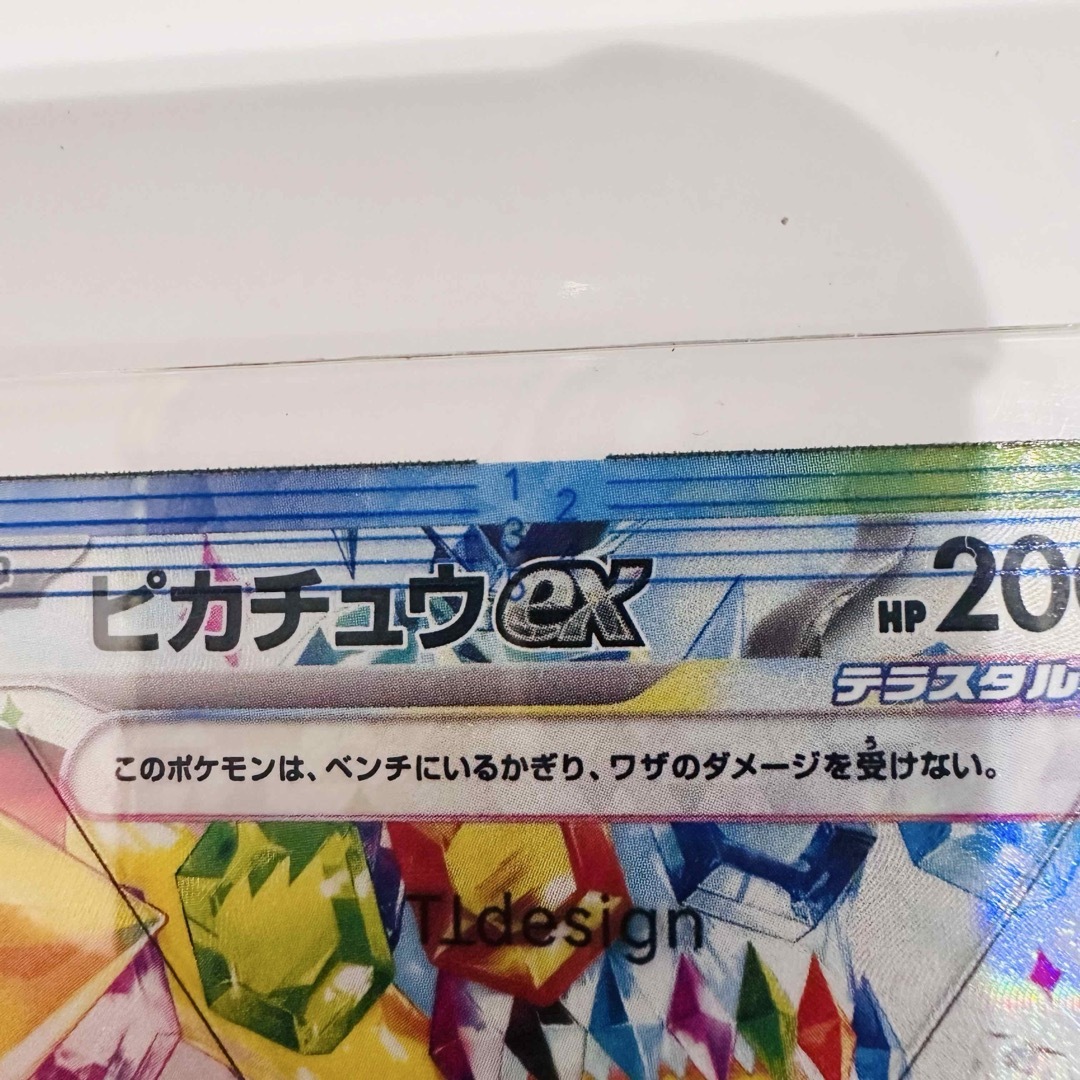 1
2
3
ピカチュウex
HP 200
テラスタル
このポケモンは、ベンチにいるかぎり、ワザのダメージを受けない。
う
TTdesign